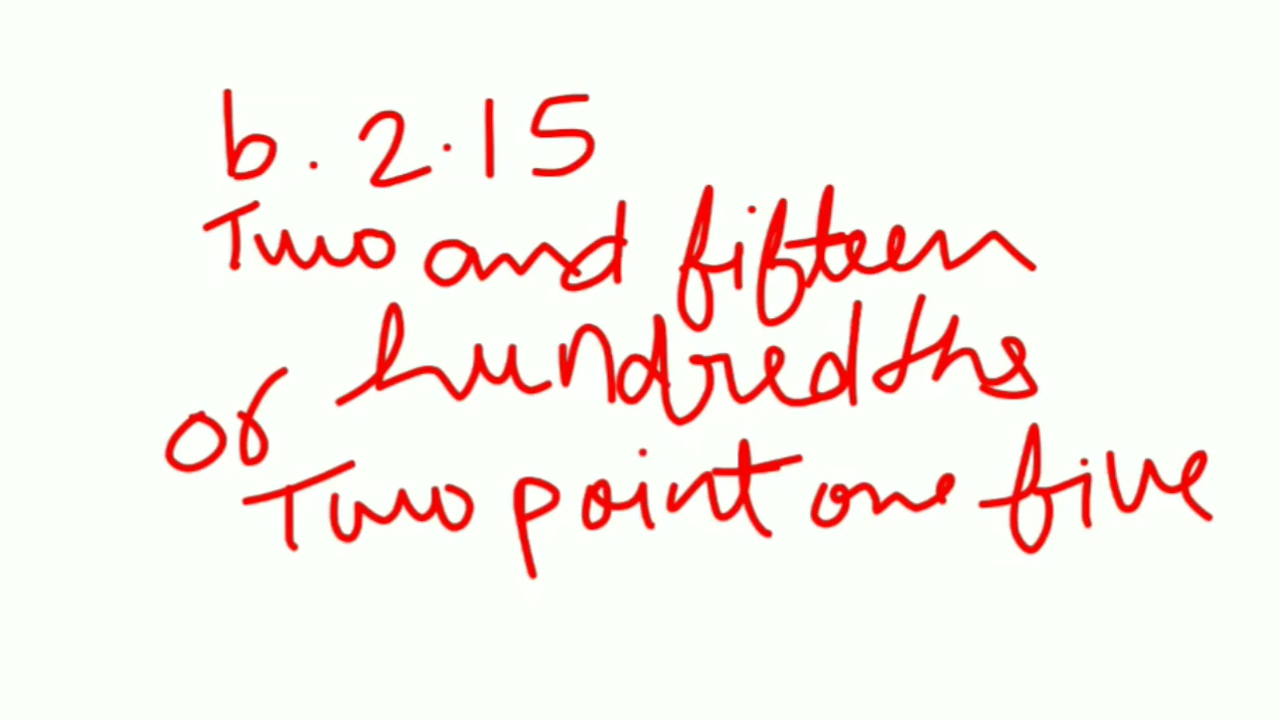 b. 2.15
Two and fifteen
hundredths
or
Two point one five